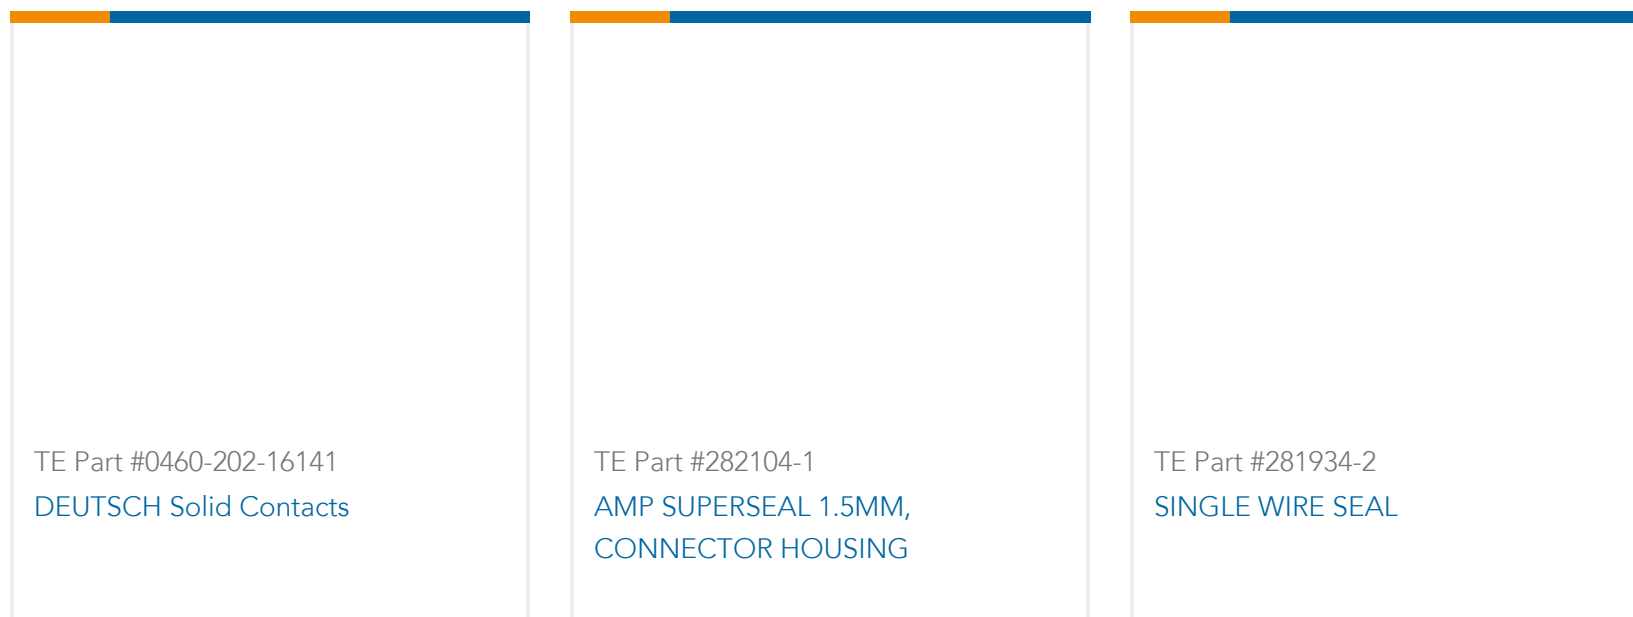 TE Part #0460-202-16141
DEUTSCH Solid Contacts
TE Part #282104-1
AMP SUPERSEAL 1.5MM,
CONNECTOR HOUSING
TE Part #281934-2
SINGLE WIRE SEAL